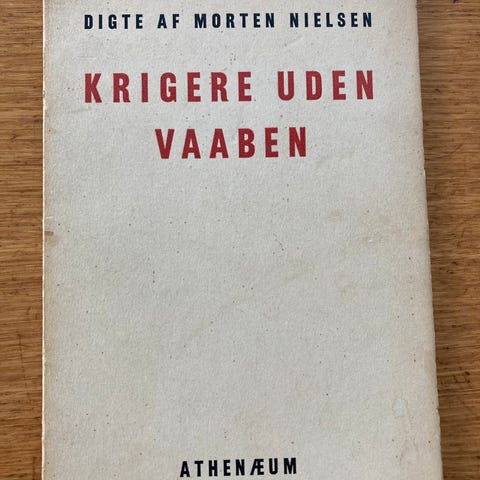 DIGTE AF MORTEN NIELSEN
KRIGERE UDEN
VAABEN
ATHENÆUM